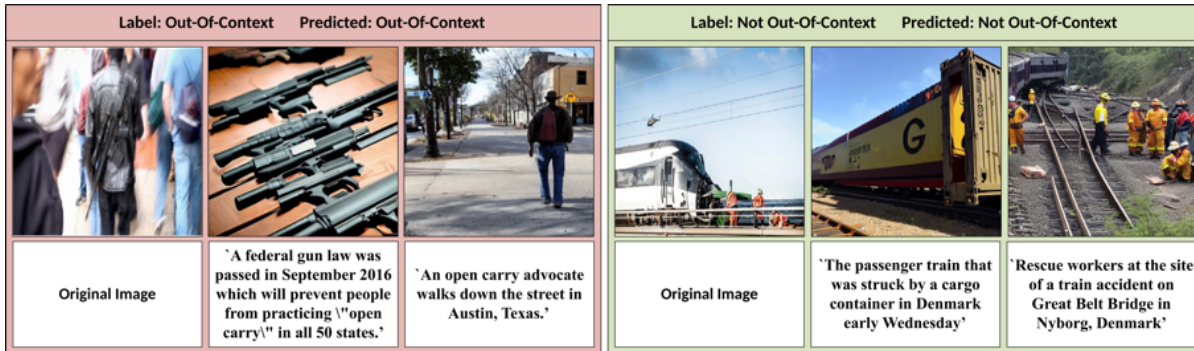 Label: Out-Of-Context Predicted: Out-Of-Context
Original Image
`A federal gun law was
passed in September 2016
which will prevent people
from practicing \"open
carry\" in all 50 states.’
`An open carry advocate
walks down the street in
Austin, Texas.’
Label: Not Out-Of-Context Predicted: Not Out-Of-Context
G
Original Image
`The passenger train that
was struck by a cargo
container in Denmark
early Wednesday’
`Rescue workers at the site
of a train accident on
Great Belt Bridge in
Nyborg, Denmark’